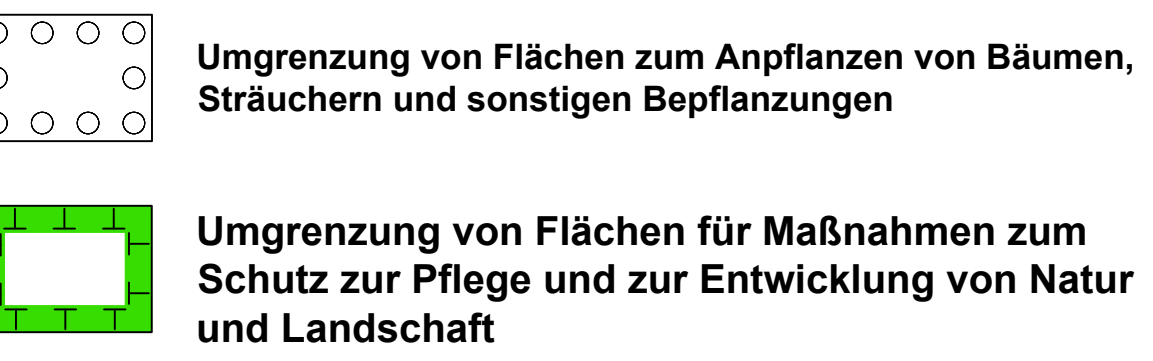 Umgrenzung von Flächen zum Anpflanzen von Bäumen,
Sträuchern und sonstigen Bepflanzungen
Umgrenzung von Flächen für Maßnahmen zum
Schutz zur Pflege und zur Entwicklung von Natur
und Landschaft